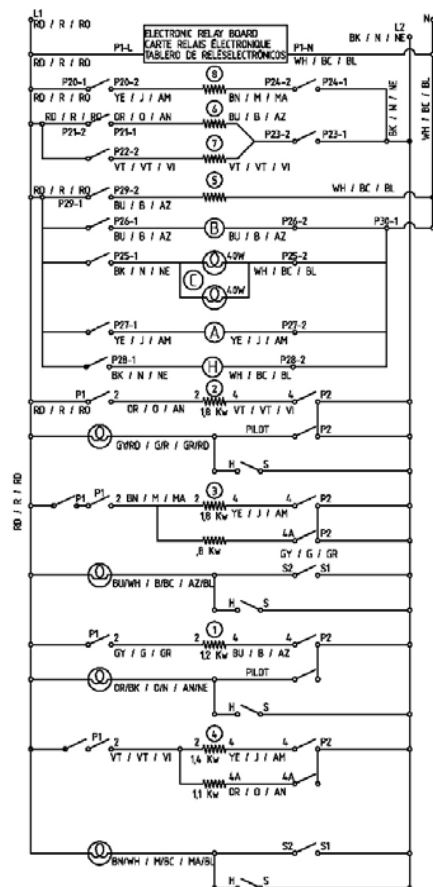 L1
N
L2
RD / R / RO
P1-L
ELECTRONIC RELAY BOARD
CARTE RELAIS ÉLECTRONIQUE
TABLERO DE RELÉSELECTRÓNICOS
P1-N
BK / N / NE
RD / R / RO
WH / BC / BL
8
P20-1 P20-2 P24-2 P24-1
RD / R / RO YE / J / AM BN / M / MA
BK / N / NE
WH / BC / BL
RD / R / RO OR / O / AN 6 BU / B / AZ
P21-2 P21-1
P23-2 P23-1
P22-2 7
VT / VT / VI VT / VT / VI
RD / R / RO P29-2 5 WH / BC / BL
P29-1 BU / B / AZ
P26-1 B P26-2 P30-1
BU / B / AZ BU / B / AZ
P25-1 40W P25-2
BK / N / NE WH / BC / BL
C
40W
P27-1 A P27-2
YE / J / AM YE / J / AM
P28-1 H P28-2
BK / N / NE WH / BC / BL
2
P1 2 2 4 4 P2
RD / R / RO OR / O / AN 1,8 Kw VT / VT / VI
PILOT P2
GY/RD / G/R / GR/RD
H S
RD / R / RO
3
P1 P1 2 BN / M / MA 2 4 4 P2
1,8 Kw YE / J / AM
4A P2
,8 Kw
GY / G / GR
S2 S1
BU/WH / B/BC / AZ/BL
H S
1
P1 2 2 4 4 P2
GY / G / GR 1,2 Kw BU / B / AZ
PILOT
OR/BK / O/N / AN/NE
H S
4
P1 2 2 4 4 P2
VT / VT / VI 1,4 Kw YE / J / AM
4A 4A
1,1 Kw OR / O / AN
S2 S1
BN/WH / M/BC / MA/BL
H S